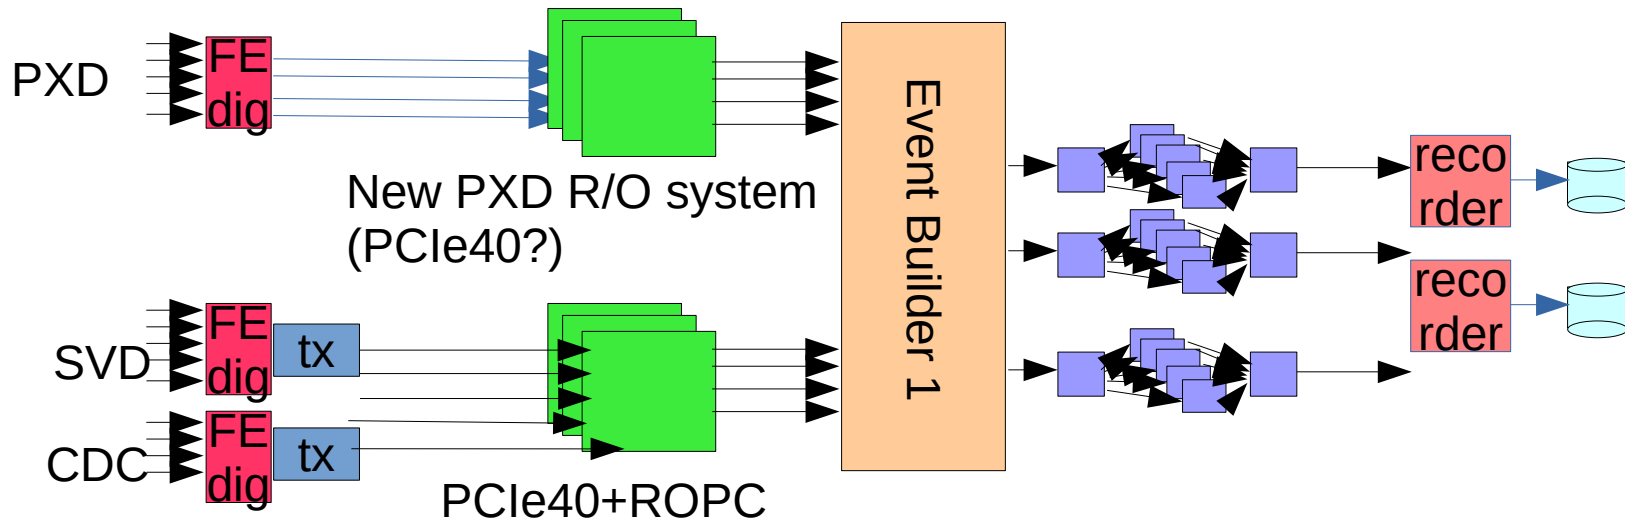 PXD
FE
dig
New PXD R/O system
(PCIe40?)
SVD
FE
dig
tx
CDC
FE
dig
tx
PCIe40+ROPC
Event Builder 1
reco
rder
reco
rder